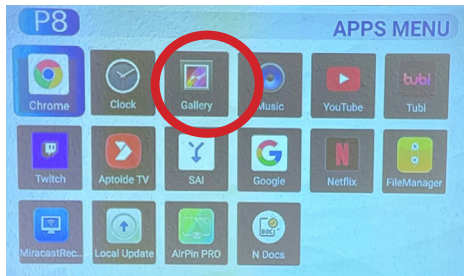 P8
APPS MENU
Chrome
Clock
Gallery
Music
YouTube
tubi
Tubi
Twitch
Aptoide TV
SAI
Google
Netflix
FileManager
MiracastRec...
Local Update
AirPin PRO
DOC
N Docs